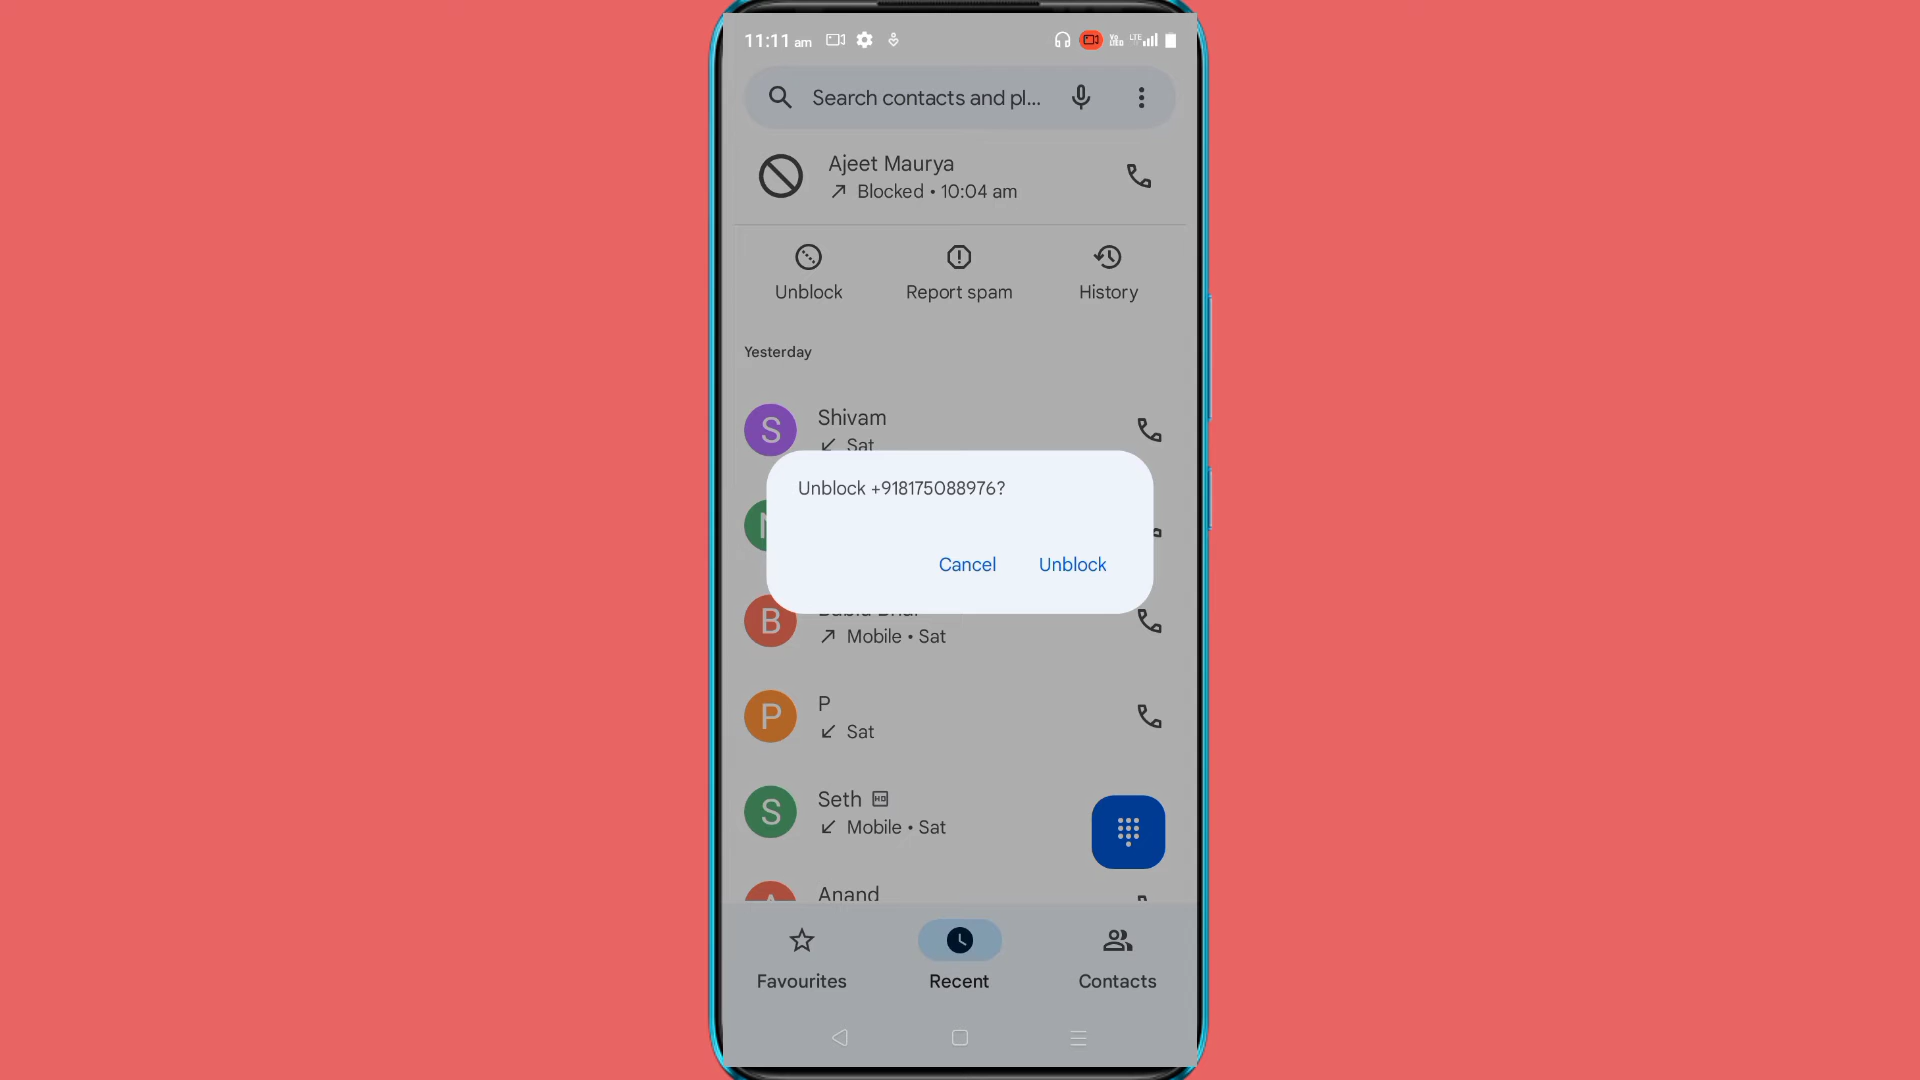 11:11 am
Search contacts and pl...
Ajeet Maurya
Blocked • 10:04 am
Unblock
Report spam
History
Yesterday
S
Shivam
Sat
Unblock +918175088976?
Cancel
Unblock
B
Mobile • Sat
P
P
Sat
S
Seth HD
Mobile • Sat
Anand
Favourites
Recent
Contacts